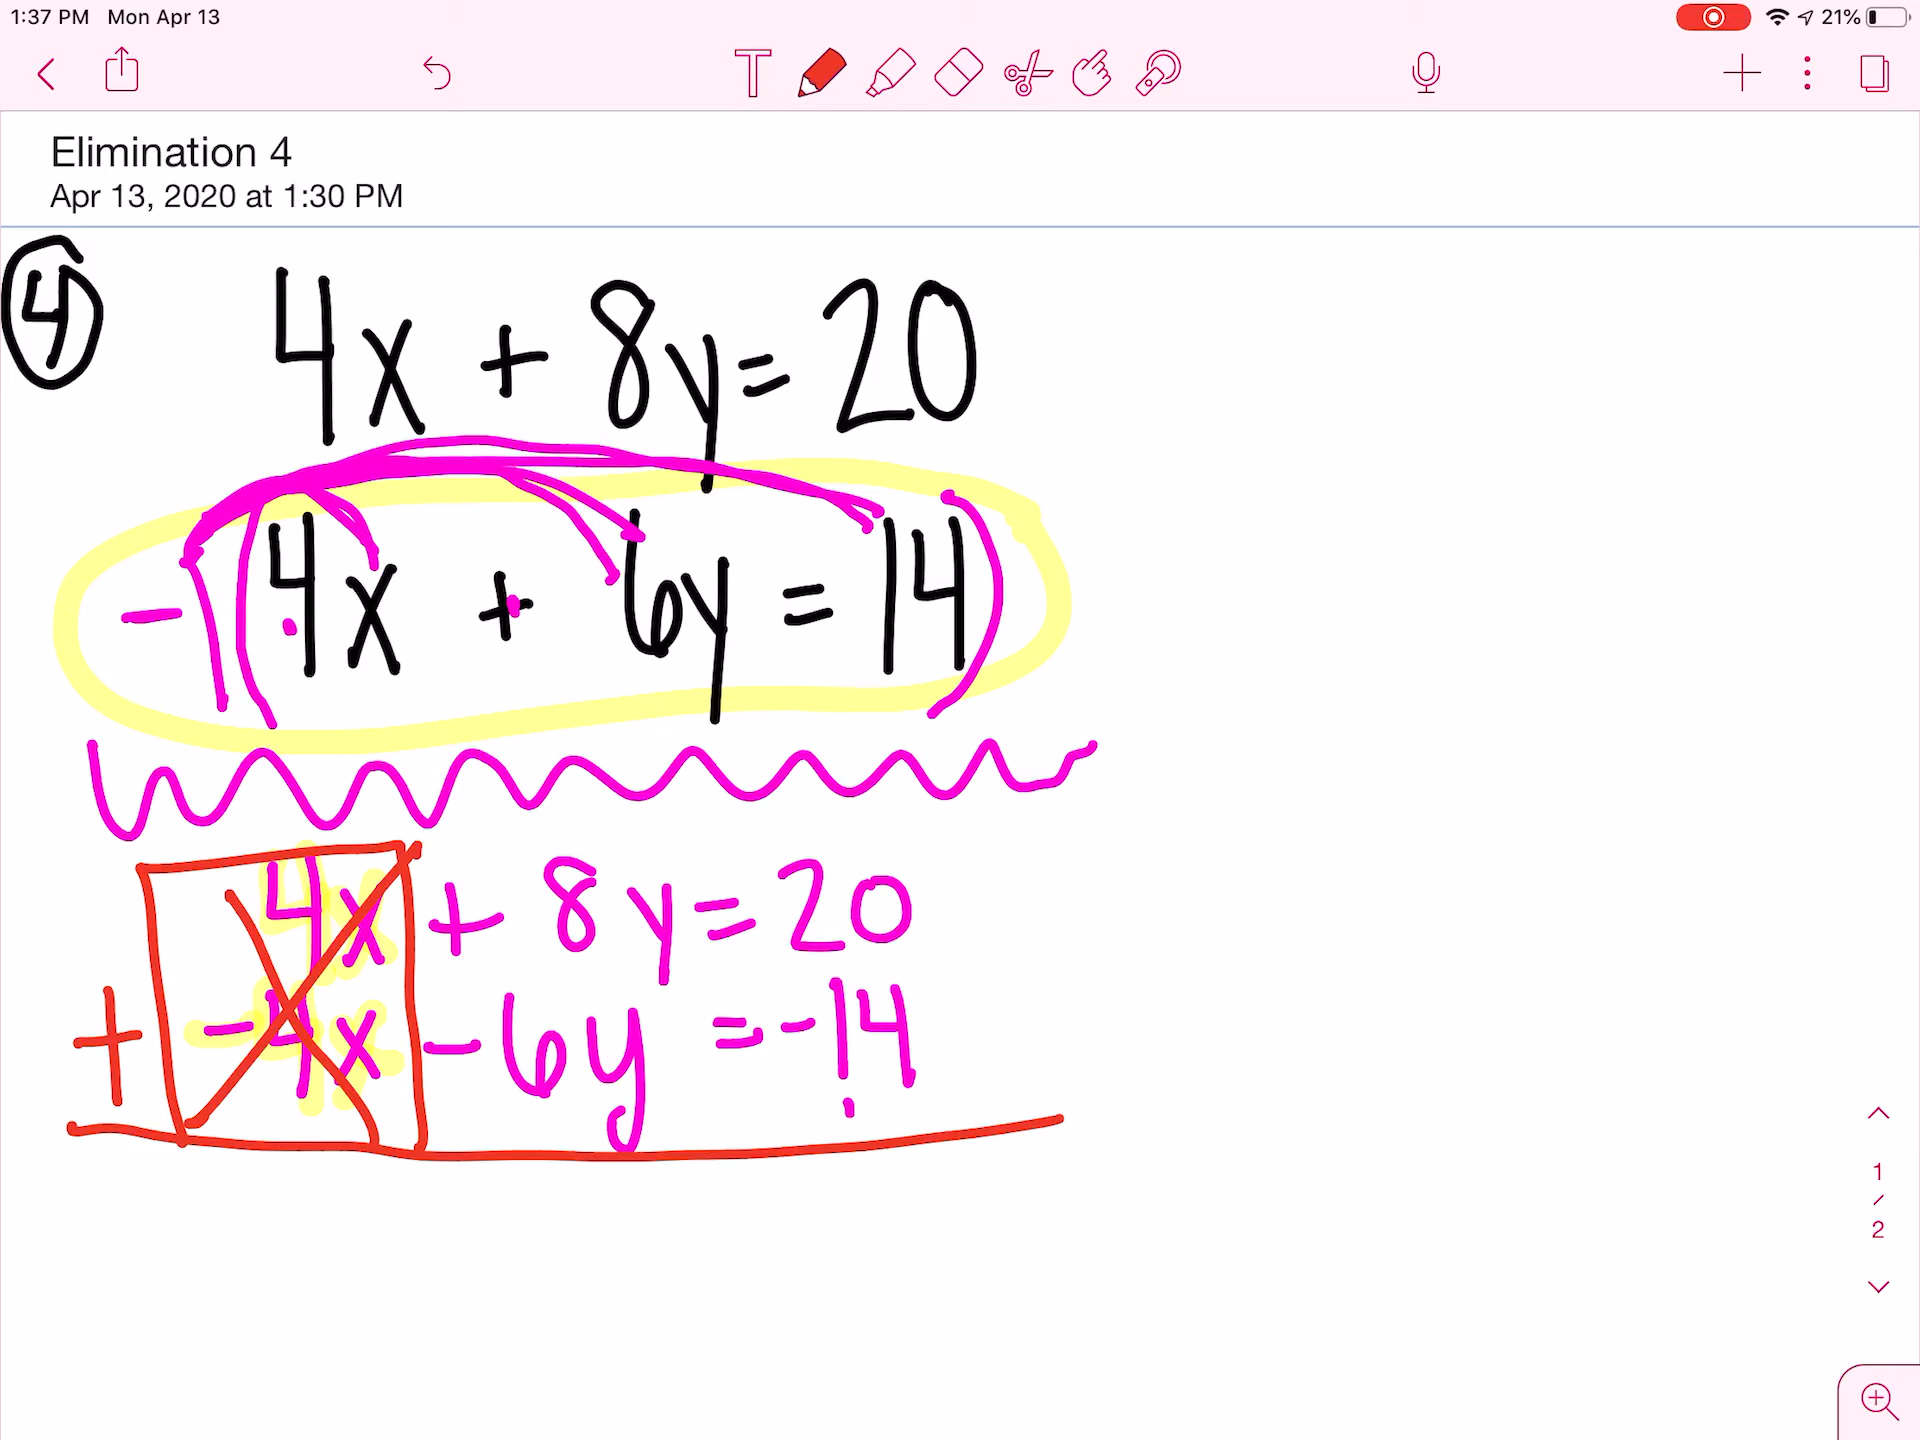 1:37 PM Mon Apr 13 21%
T
Elimination 4
Apr 13, 2020 at 1:30 PM
4 4x + 8y = 20
-1(4x + 6y = 14)
4x + 8y = 20
+ -4x - 6y = -14
1
/
2